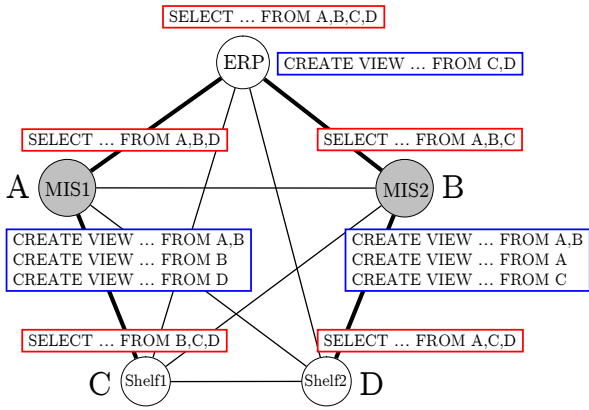 SELECT ... FROM A,B,C,D
ERP
CREATE VIEW ... FROM C,D
SELECT ... FROM A,B,D
SELECT ... FROM A,B,C
A
MIS1
MIS2
B
CREATE VIEW ... FROM A,B
CREATE VIEW ... FROM B
CREATE VIEW ... FROM D
CREATE VIEW ... FROM A,B
CREATE VIEW ... FROM A
CREATE VIEW ... FROM C
SELECT ... FROM B,C,D
SELECT ... FROM A,C,D
C
Shelf1
Shelf2
D